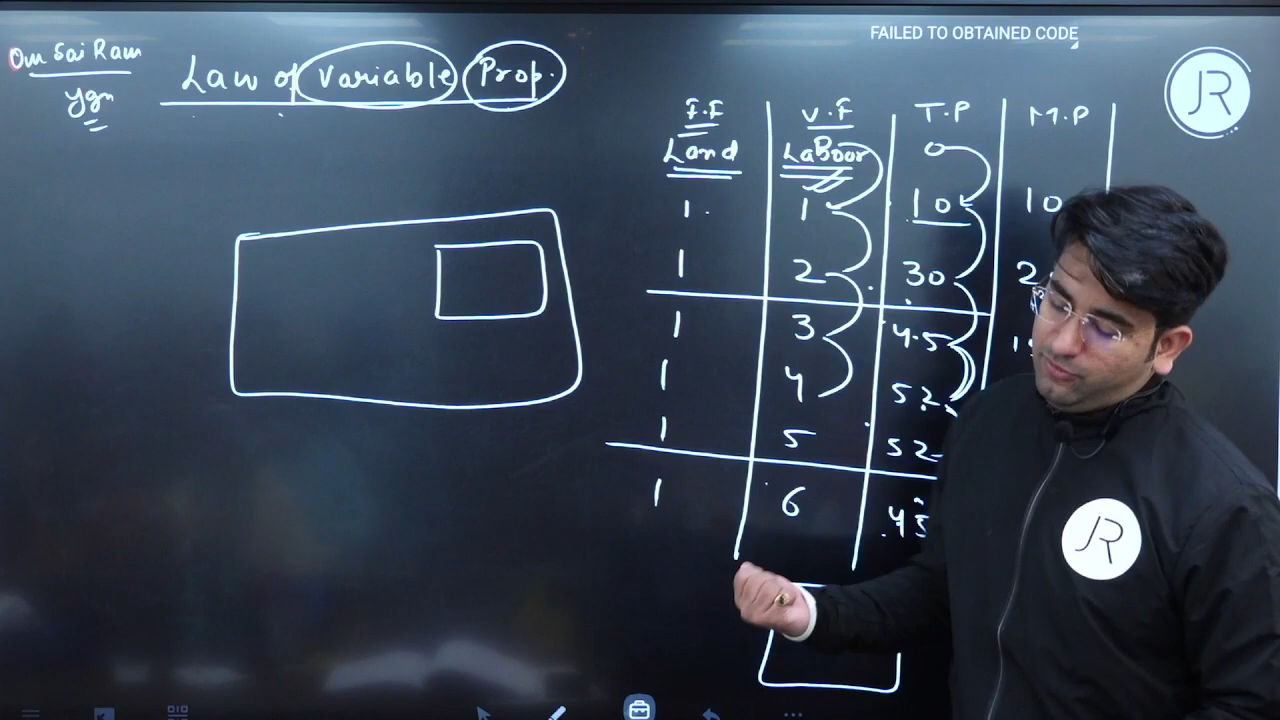 FAILED TO OBTAINED CODE
Om Sai Ram
Ygn
Law of Variable Prop.
JR
F.F V.F T.P M.P
Land Labour 0
1 1 10 10
1 2 30
1 3 45
1 4 52
1 5 52
1 6 45
JR